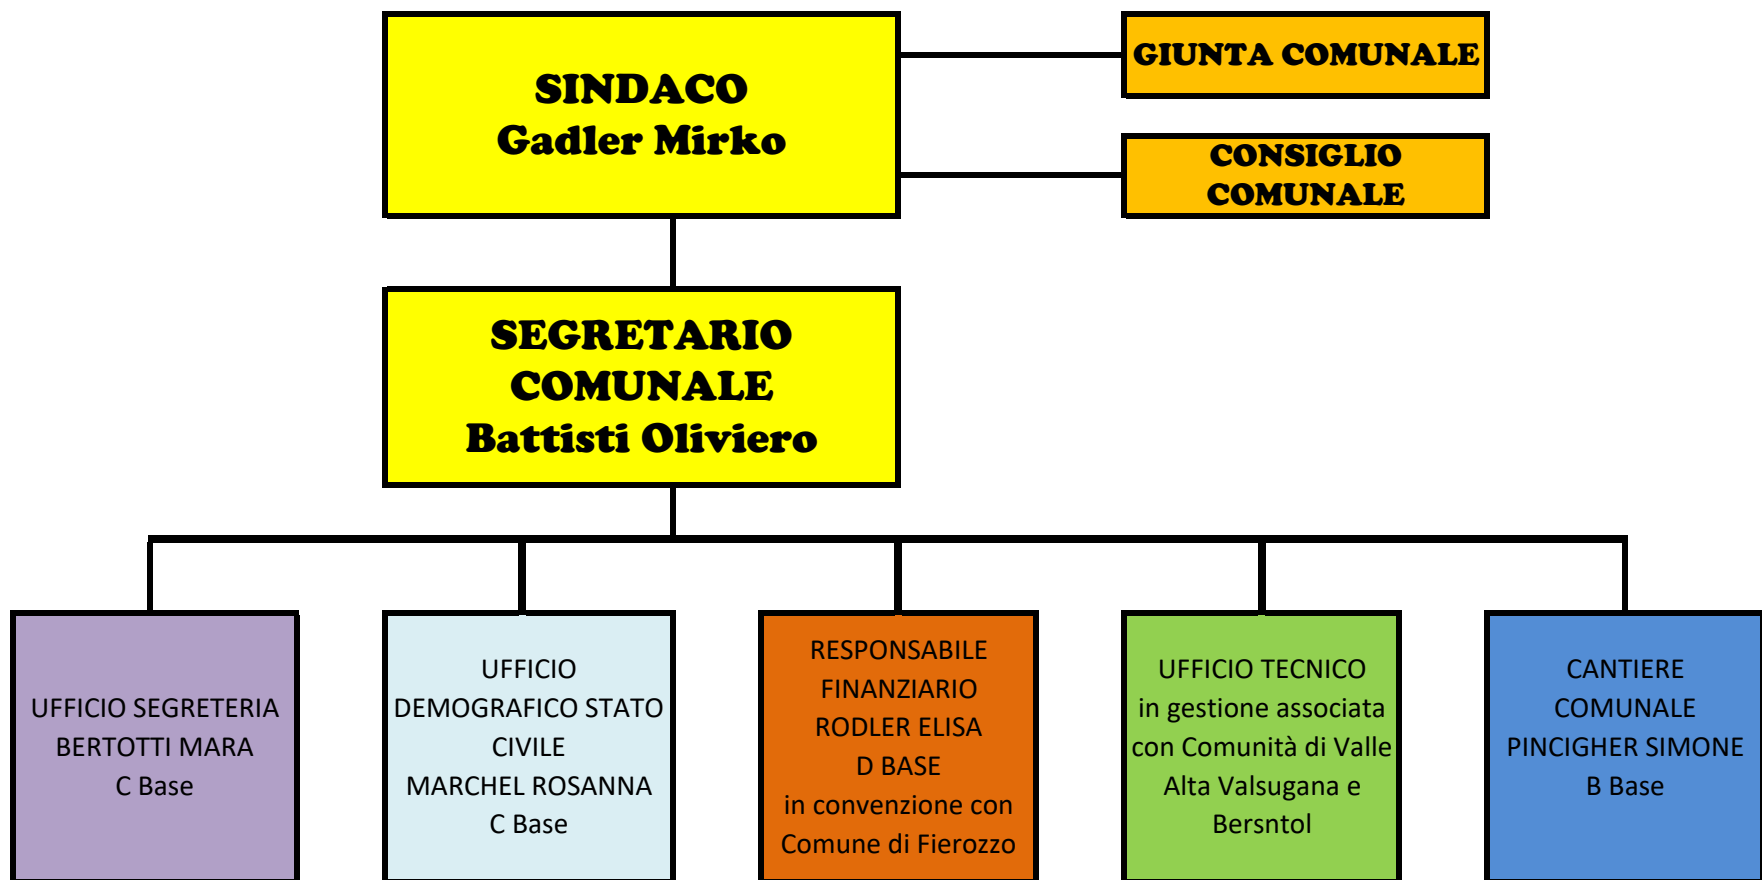 SINDACO
Gadler Mirko
GIUNTA COMUNALE
CONSIGLIO
COMUNALE
SEGRETARIO
COMUNALE
Battisti Oliviero
UFFICIO SEGRETERIA
BERTOTTI MARA
C Base
UFFICIO
DEMOGRAFICO STATO
CIVILE
MARCHEL ROSANNA
C Base
RESPONSABILE
FINANZIARIO
RODLER ELISA
D BASE
in convenzione con
Comune di Fierozzo
UFFICIO TECNICO
in gestione associata
con Comunità di Valle
Alta Valsugana e
Bersntol
CANTIERE
COMUNALE
PINCIGHER SIMONE
B Base